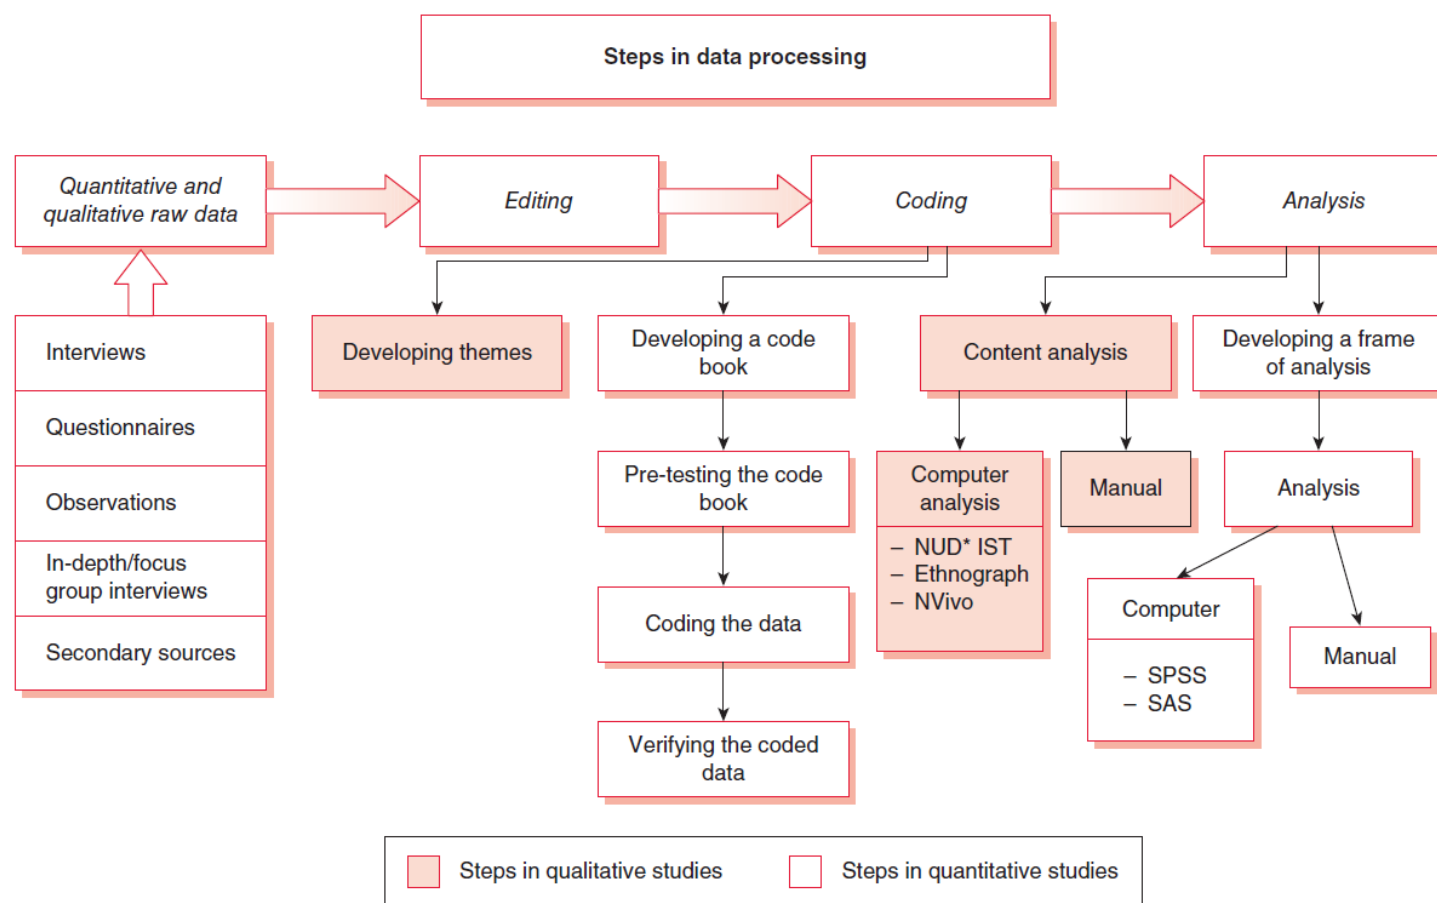 Steps in data processing
Quantitative and
qualitative raw data
Editing
Coding
Analysis
Interviews
Questionnaires
Observations
In-depth/focus
group interviews
Secondary sources
Developing themes
Developing a code
book
Pre-testing the code
book
Coding the data
Verifying the coded
data
Content analysis
Computer
analysis
– NUD* IST
– Ethnograph
– NVivo
Manual
Developing a frame
of analysis
Analysis
Computer
– SPSS
– SAS
Manual
Steps in qualitative studies
Steps in quantitative studies